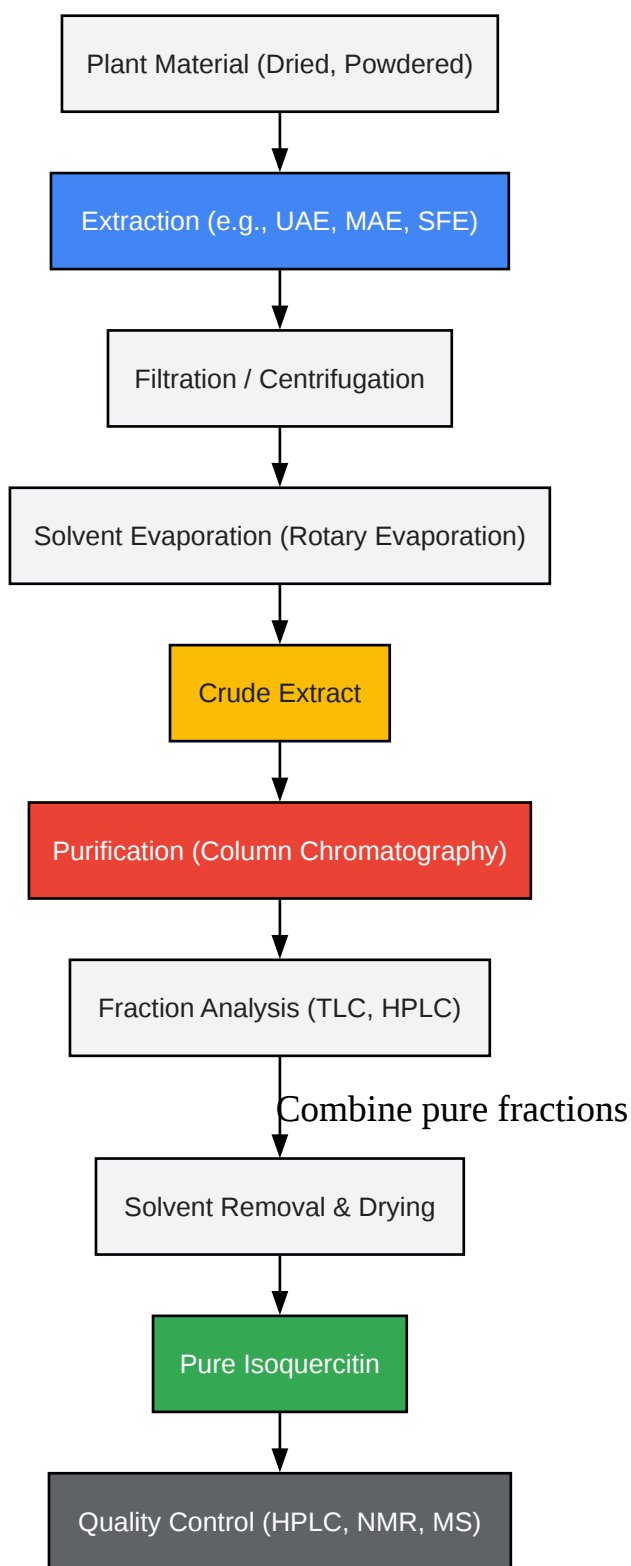 Plant Material (Dried, Powdered)
Extraction (e.g., UAE, MAE, SFE)
Filtration / Centrifugation
Solvent Evaporation (Rotary Evaporation)
Crude Extract
Purification (Column Chromatography)
Fraction Analysis (TLC, HPLC)
Combine pure fractions
Solvent Removal & Drying
Pure Isoquercitin
Quality Control (HPLC, NMR, MS)